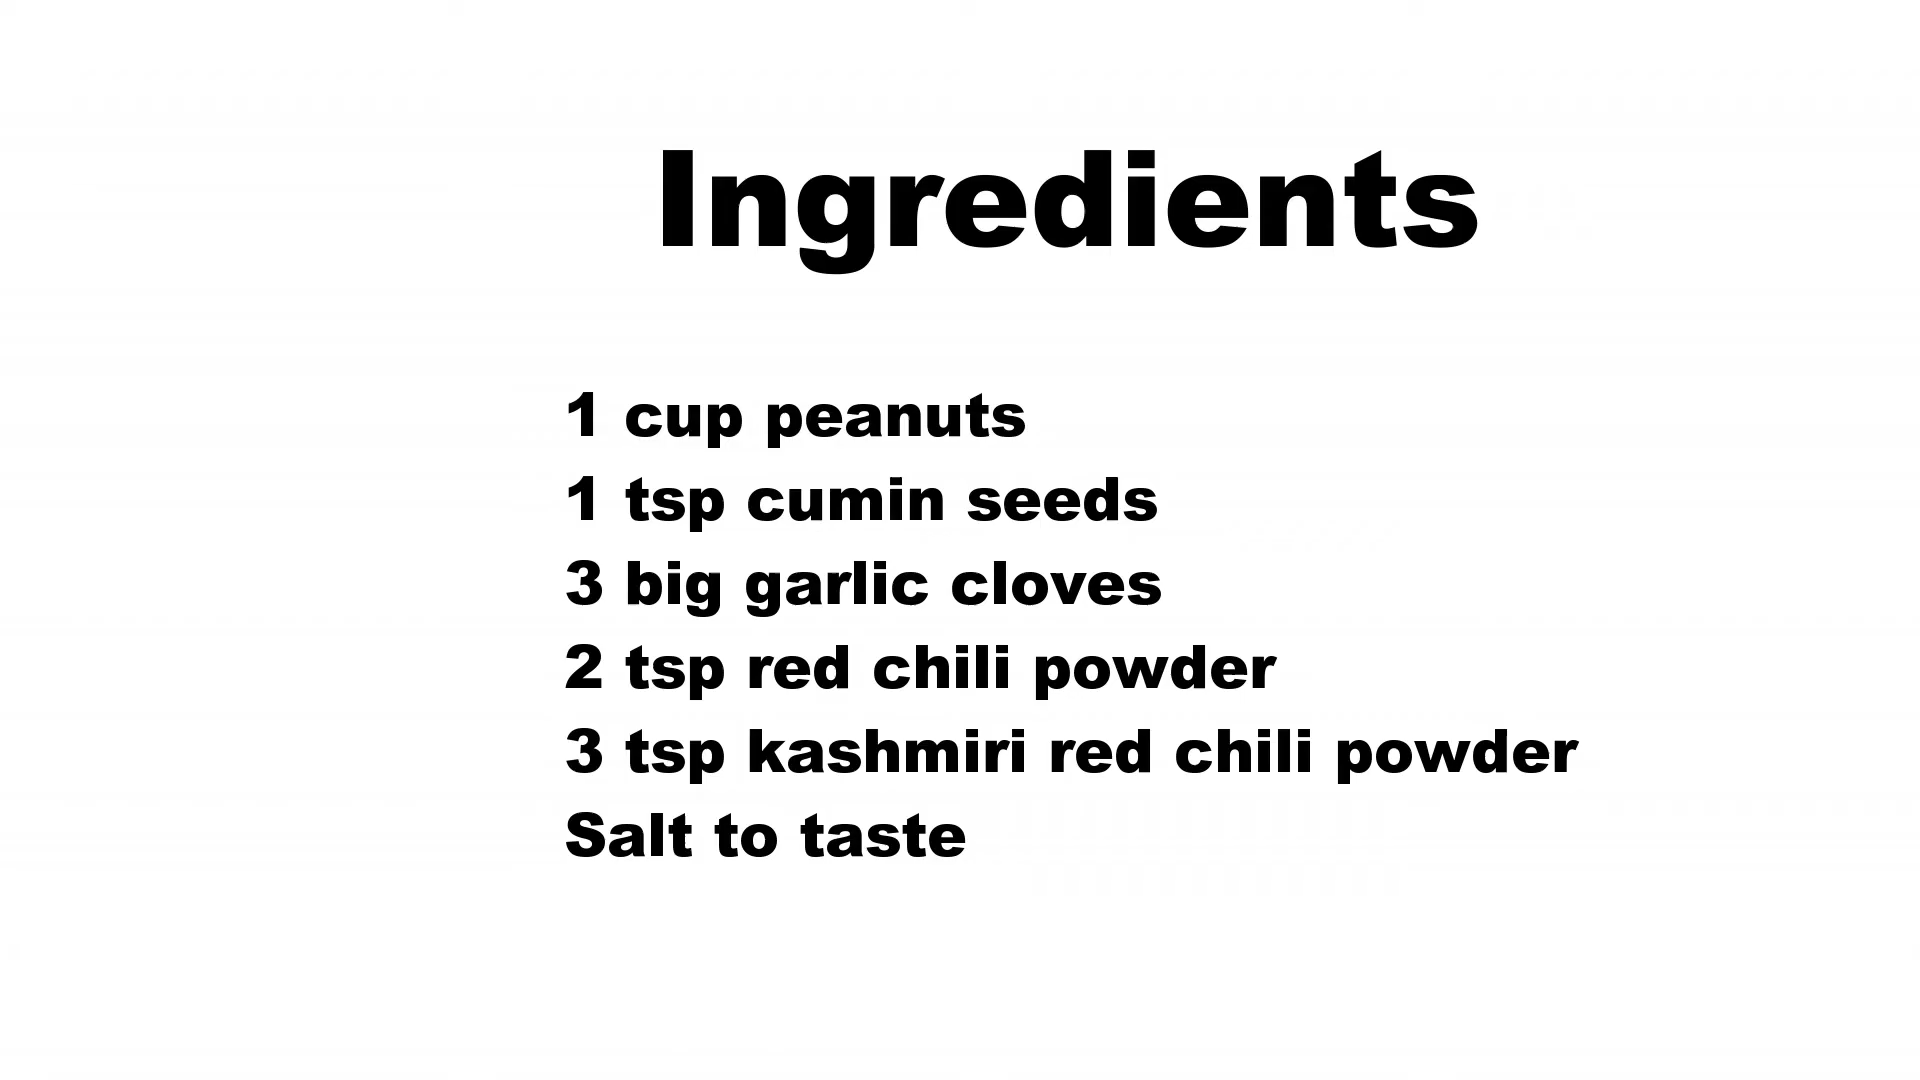 Ingredients
1 cup peanuts
1 tsp cumin seeds
3 big garlic cloves
2 tsp red chili powder
3 tsp kashmiri red chili powder
Salt to taste